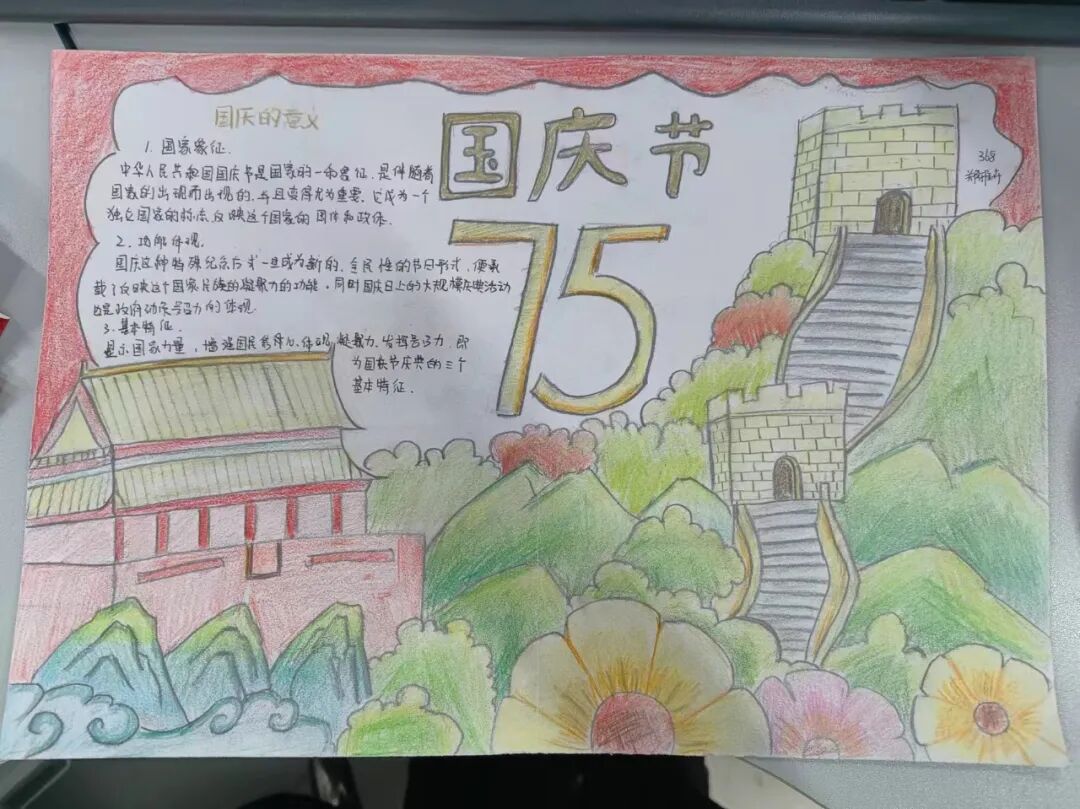 国庆的意义
国庆节
75
368
1. 国家象征.
中华人民共和国国庆节是国家的一种象征,是伴随着
国家的出现而出现的,并且变得尤为重要.它成为一个
独立国家的标志,反映这个国家的国体和政体.
2. 功能体现.
国庆这种特殊纪念方式一旦成为新的、全民性的节日形式,便承
载了反映这个国家民族的凝聚力的功能,同时国庆日上的大规模庆典活动
也是政府动员号召力的体现.
3. 基本特征.
显示国家力量,增强国民信心,体现凝聚力,发挥号召力,即
为国庆节庆典的三个
基本特征.